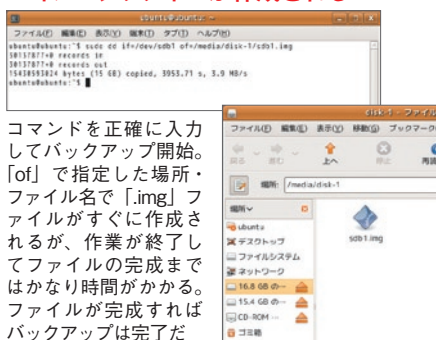 ubuntu@ubuntu: ~
ファイル(F) 編集(E) 表示(V) 端末(T) タブ(T) ヘルプ(H)
ubuntu@ubuntu:~$ sudo dd if=/dev/sdb1 of=/media/disk-1/sdb1.img
30137877+0 records in
30137877+0 records out
15438593024 bytes (15 GB) copied, 3953.71 s, 3.9 MB/s
ubuntu@ubuntu:~$
コマンドを正確に入力
してバックアップ開始。
「of」で指定した場所・
ファイル名で「.img」フ
ァイルがすぐに作成さ
れるが、作業が終了し
てファイルの完成まで
はかなり時間がかかる。
ファイルが完成すれば
バックアップは完了だ
disk-1 - ファイル
ファイル(F) 編集(E) 表示(V) 移動(G) ブックマーク
戻る 進む 上へ 停止 再読
場所: /media/disk-1
場所
ubuntu
デスクトップ
ファイルシステム
ネットワーク
16.8 GB の…
15.4 GB の…
CD-ROM …
ゴミ箱
sdb1.img